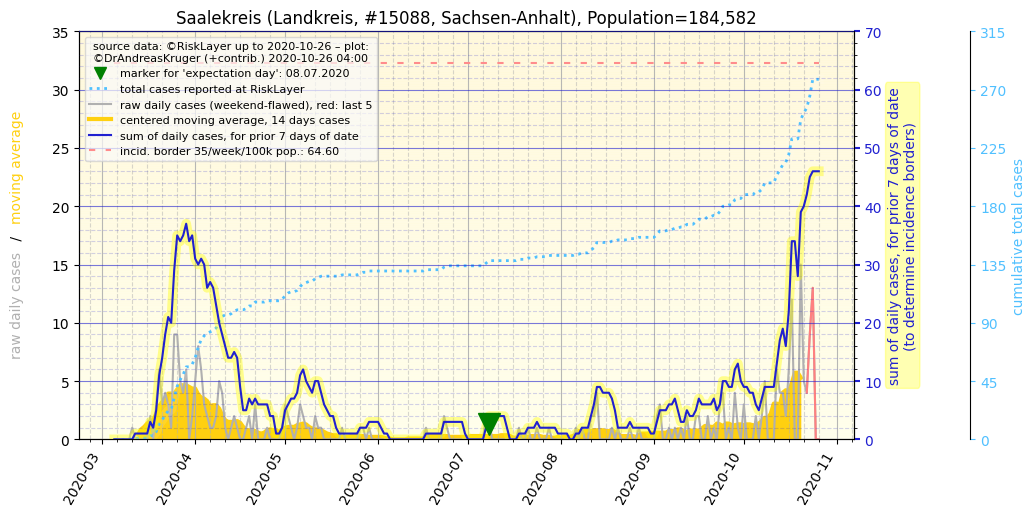 Saalekreis (Landkreis, #15088, Sachsen-Anhalt), Population=184,582
source data: ©RiskLayer up to 2020-10-26 – plot:
©DrAndreasKruger (+contrib.) 2020-10-26 04:00
marker for 'expectation day': 08.07.2020
total cases reported at RiskLayer
raw daily cases (weekend-flawed), red: last 5
centered moving average, 14 days cases
sum of daily cases, for prior 7 days of date
incid. border 35/week/100k pop.: 64.60
raw daily cases / moving average
35
30
25
20
15
10
5
0
2020-03
2020-04
2020-05
2020-06
2020-07
2020-08
2020-09
2020-10
2020-11
70
60
50
40
30
20
10
0
sum of daily cases, for prior 7 days of date
(to determine incidence borders)
315
270
225
180
135
90
45
0
cumulative total cases